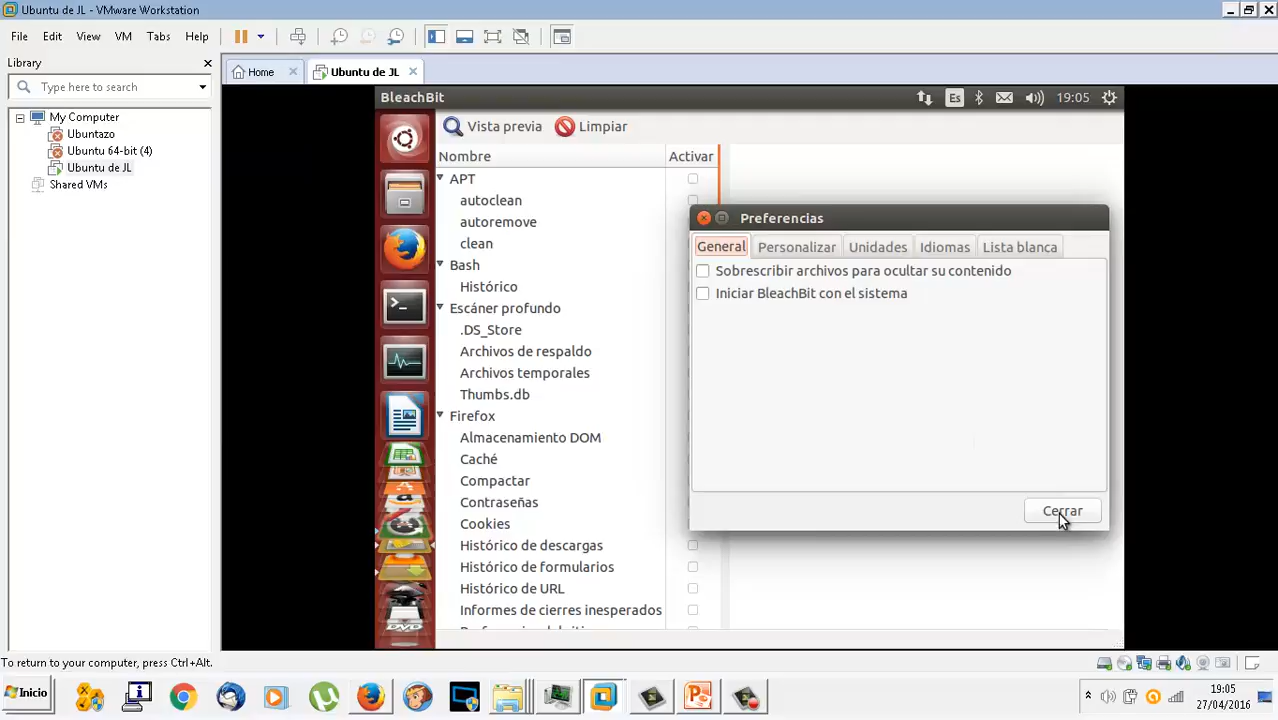 Ubuntu de JL - VMware Workstation
File Edit View VM Tabs Help
Library
Type here to search
My Computer
Ubuntazo
Ubuntu 64-bit (4)
Ubuntu de JL
Shared VMs
Home
Ubuntu de JL
BleachBit
Es
19:05
Vista previa
Limpiar
Nombre
Activar
APT
autoclean
autoremove
clean
Bash
Histórico
Escáner profundo
.DS_Store
Archivos de respaldo
Archivos temporales
Thumbs.db
Firefox
Almacenamiento DOM
Caché
Compactar
Contraseñas
Cookies
Histórico de descargas
Histórico de formularios
Histórico de URL
Informes de cierres inesperados
Preferencias
General Personalizar Unidades Idiomas Lista blanca
Sobrescribir archivos para ocultar su contenido
Iniciar BleachBit con el sistema
Cerrar
To return to your computer, press Ctrl+Alt.
Inicio
19:05
27/04/2016